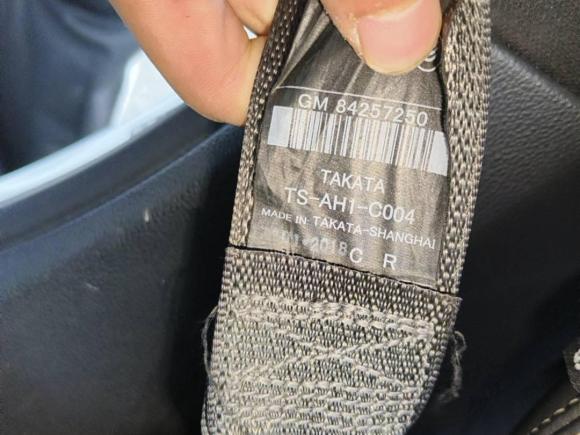 GM 84257250
TAKATA
TS-AH1-C004
MADE IN: TAKATA-SHANGHAI
2018 C R